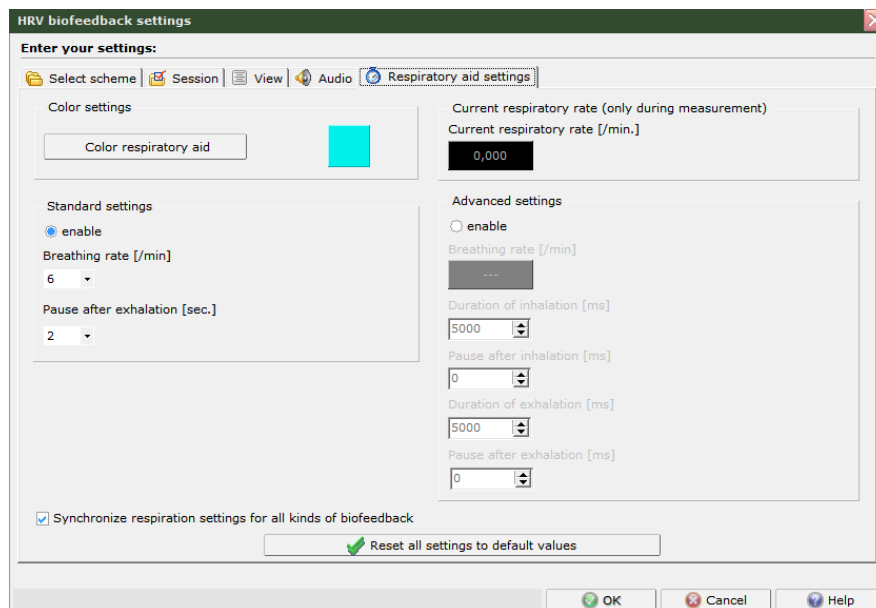 HRV biofeedback settings
Enter your settings:
Select scheme Session View Audio Respiratory aid settings
Color settings
Color respiratory aid
Current respiratory rate (only during measurement)
Current respiratory rate [/min.]
0,000
Standard settings
enable
Breathing rate [/min]
6
Pause after exhalation [sec.]
2
Advanced settings
enable
Breathing rate [/min]
---
Duration of inhalation [ms]
5000
Pause after inhalation [ms]
0
Duration of exhalation [ms]
5000
Pause after exhalation [ms]
0
Synchronize respiration settings for all kinds of biofeedback
Reset all settings to default values
OK Cancel Help